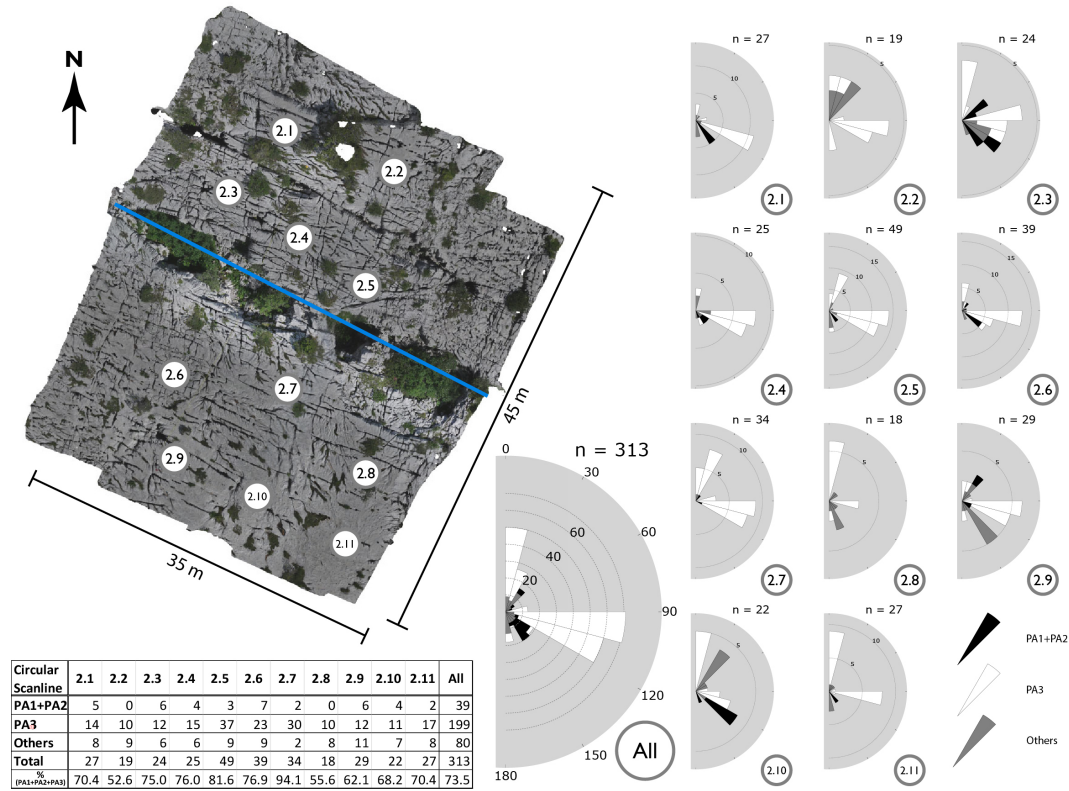 N
2.1
2.2
2.3
2.4
2.5
2.6
2.7
2.8
2.9
2.10
2.11
35 m
45 m
n = 27
5 10
2.1
n = 19
5
2.2
n = 24
5
2.3
n = 25
5 10
2.4
n = 49
5 10 15
2.5
n = 39
5 10 15
2.6
n = 34
5 10
2.7
n = 18
5
2.8
n = 29
5
2.9
n = 22
5
2.10
n = 27
5 10
2.11
n = 313
0
30
60
90
120
150
180
20 40 60
All
PA1+PA2
PA3
Others
Circular Scanline 2.1 2.2 2.3 2.4 2.5 2.6 2.7 2.8 2.9 2.10 2.11 All
PA1+PA2 5 0 6 4 3 7 2 0 6 4 2 39
PA3 14 10 12 15 37 23 30 10 12 11 17 199
Others 8 9 6 6 9 9 2 8 11 7 8 80
Total 27 19 24 25 49 39 34 18 29 22 27 313
% (PA1+PA2+PA3) 70.4 52.6 75.0 76.0 81.6 76.9 94.1 55.6 62.1 68.2 70.4 73.5